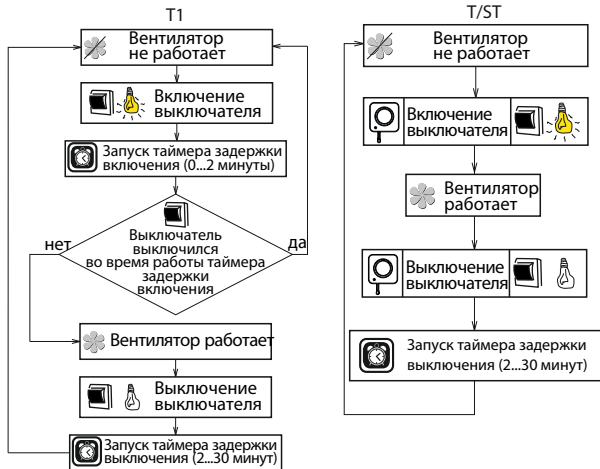 T1
Вентилятор
не работает
Включение
выключателя
Запуск таймера задержки
включения (0...2 минуты)
нет
да
Выключатель
выключился
во время работы таймера
задержки
включения
Вентилятор работает
Выключение
выключателя
Запуск таймера задержки
выключения (2...30 минут)
T/ST
Вентилятор
не работает
Включение
выключателя
Вентилятор
работает
Выключение
выключателя
Запуск таймера задержки
выключения (2...30 минут)